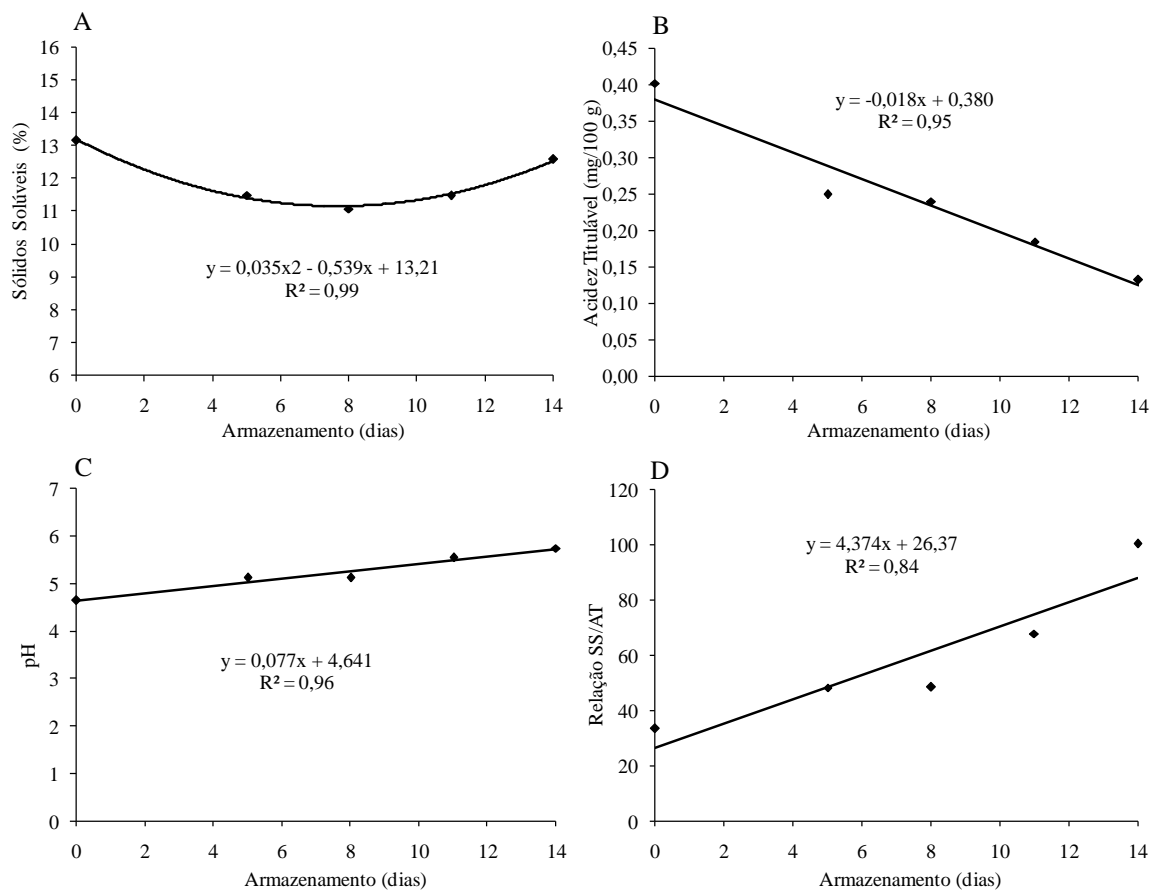 A
16
15
14
13
12
11
10
9
8
7
6
Sólidos Solúveis (%)
y = 0,035x2 - 0,539x + 13,21
R² = 0,99
0 2 4 6 8 10 12 14
Armazenamento (dias)
B
0,45
0,40
0,35
0,30
0,25
0,20
0,15
0,10
0,05
0,00
Acidez Titulável (mg/100 g)
y = -0,018x + 0,380
R² = 0,95
0 2 4 6 8 10 12 14
Armazenamento (dias)
C
7
6
5
4
3
2
1
0
pH
y = 0,077x + 4,641
R² = 0,96
0 2 4 6 8 10 12 14
Armazenamento (dias)
D
120
100
80
60
40
20
0
Relação SS/AT
y = 4,374x + 26,37
R² = 0,84
0 2 4 6 8 10 12 14
Armazenamento (dias)